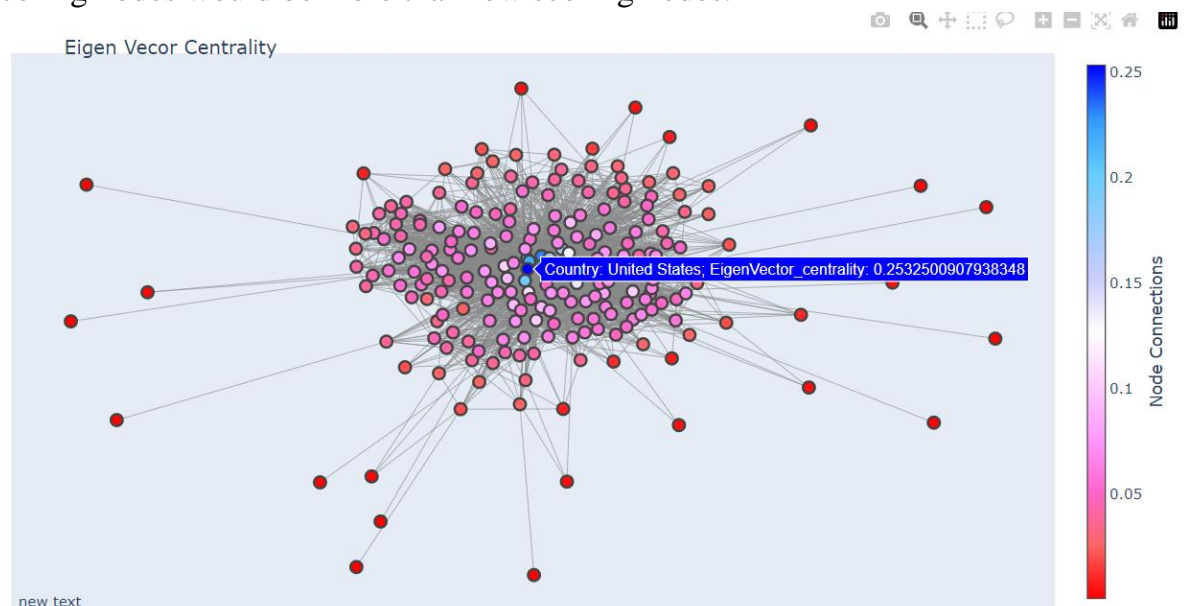 Eigen Vecor Centrality
0.25
Country: United States; EigenVector_centrality: 0.2532500907938348
0.2
0.15
0.1
0.05
Node Connections
new text